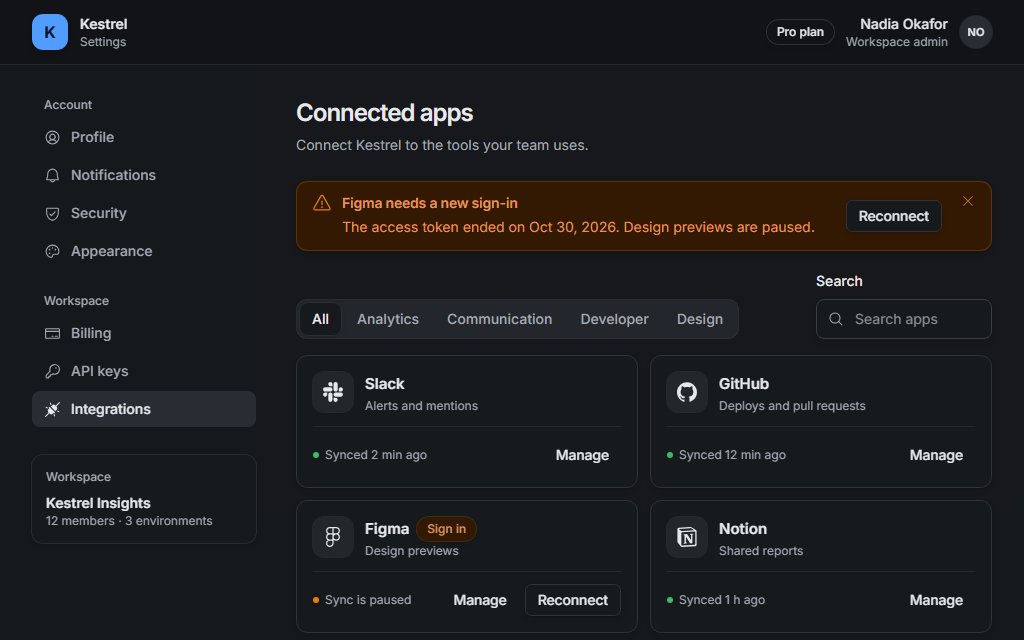 K
Kestrel
Settings
Pro plan
Nadia Okafor
Workspace admin
NO
Account
Profile
Notifications
Security
Appearance
Workspace
Billing
API keys
Integrations
Workspace
Kestrel Insights
12 members · 3 environments
Connected apps
Connect Kestrel to the tools your team uses.
Figma needs a new sign-in
The access token ended on Oct 30, 2026. Design previews are paused.
Reconnect
Search
All Analytics Communication Developer Design
Search apps
Slack
Alerts and mentions
Synced 2 min ago
Manage
GitHub
Deploys and pull requests
Synced 12 min ago
Manage
Figma Sign in
Design previews
Sync is paused
Manage
Reconnect
Notion
Shared reports
Synced 1 h ago
Manage